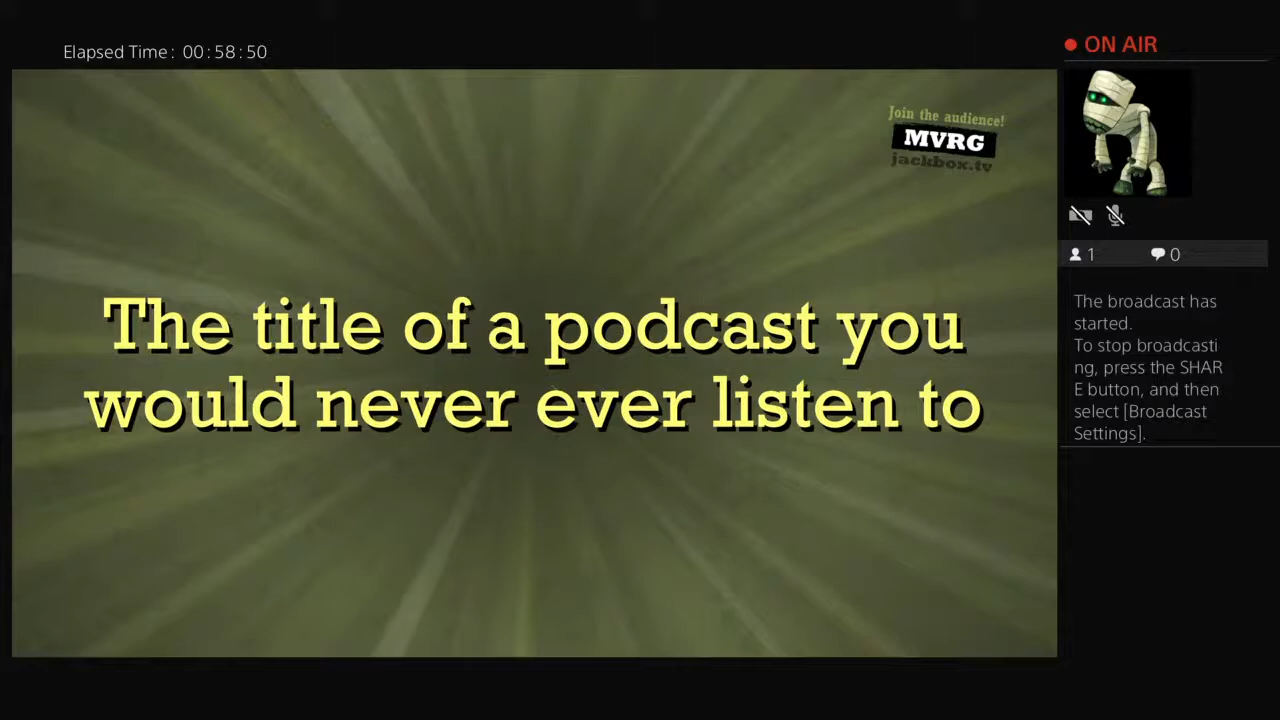 Elapsed Time: 00:58:50
ON AIR
Join the audience!
MVRG
jackbox.tv
The title of a podcast you
would never ever listen to
1
0
The broadcast has
started.
To stop broadcasti
ng, press the SHAR
E button, and then
select [Broadcast
Settings].